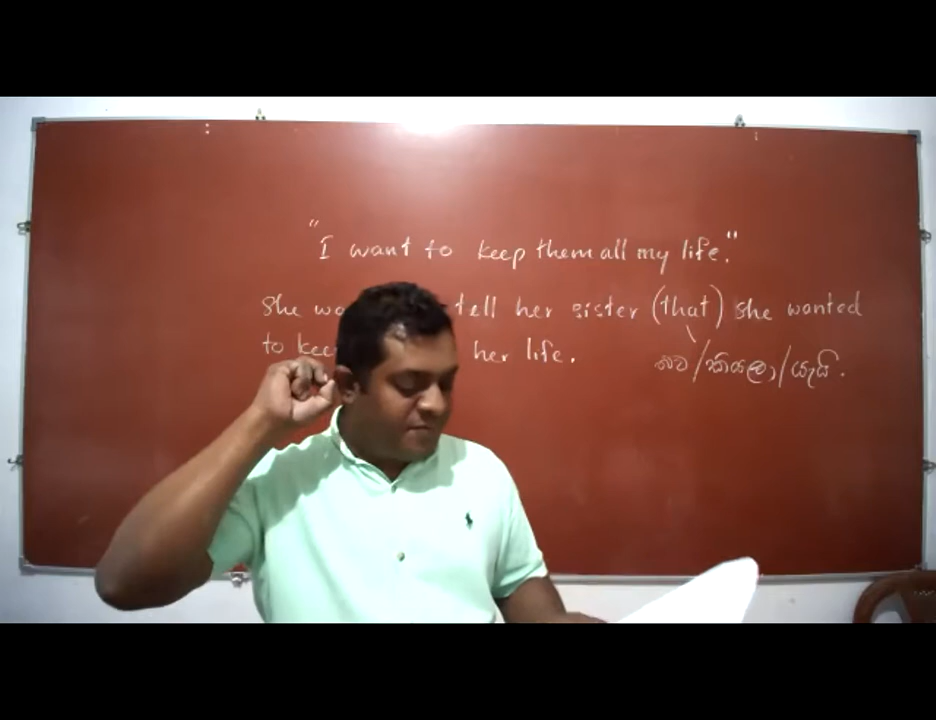 "I want to keep them all my life."
She tell her sister (that) she wanted
to her life.
බව/කියලා/යැයි.